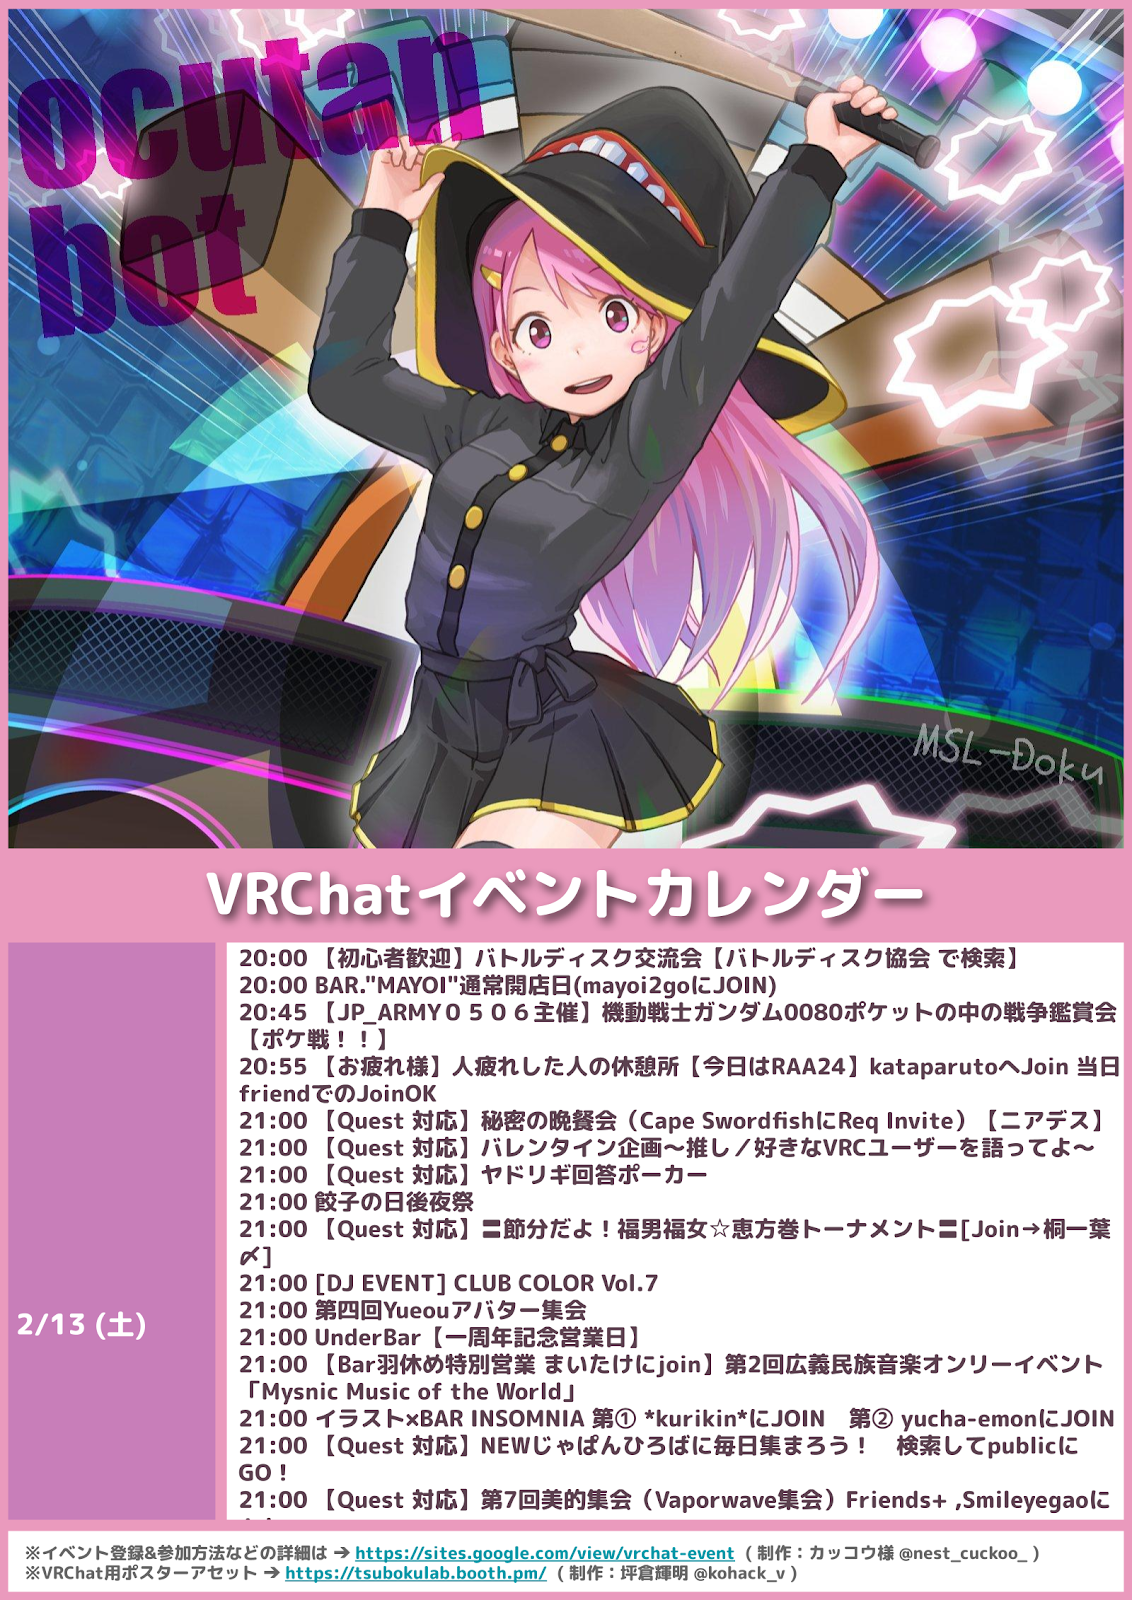 ocutan
bot
MSL-Doku
VRChatイベントカレンダー
2/13 (土)
20:00 【初心者歓迎】バトルディスク交流会【バトルディスク協会 で検索】
20:00 BAR."MAYOI"通常開店日(mayoi2goにJOIN)
20:45 【JP_ARMY０５０６主催】機動戦士ガンダム0080ポケットの中の戦争鑑賞会
【ポケ戦！！】
20:55 【お疲れ様】人疲れした人の休憩所【今日はRAA24】kataparutoへJoin 当日
friendでのJoinOK
21:00 【Quest 対応】秘密の晩餐会（Cape SwordfishにReq Invite）【ニアデス】
21:00 【Quest 対応】バレンタイン企画～推し／好きなVRCユーザーを語ってよ～
21:00 【Quest 対応】ヤドリギ回答ポーカー
21:00 餃子の日後夜祭
21:00 【Quest 対応】〓節分だよ！福男福女☆恵方巻トーナメント〓[Join→桐一葉
〆]
21:00 [DJ EVENT] CLUB COLOR Vol.7
21:00 第四回Yueouアバター集会
21:00 UnderBar【一周年記念営業日】
21:00 【Bar羽休め特別営業 まいたけにjoin】第2回広義民族音楽オンリーイベント
「Mysnic Music of the World」
21:00 イラスト×BAR INSOMNIA 第① *kurikin*にJOIN　第② yucha-emonにJOIN
21:00 【Quest 対応】NEWじゃぱんひろばに毎日集まろう！　検索してpublicに
GO！
21:00 【Quest 対応】第7回美的集会（Vaporwave集会）Friends+ ,Smileyegaoに
※イベント登録&参加方法などの詳細は → https://sites.google.com/view/vrchat-event （ 制作：カッコウ様 @nest_cuckoo_ ）
※VRChat用ポスターアセット → https://tsubokulab.booth.pm/ （ 制作：坪倉輝明 @kohack_v ）